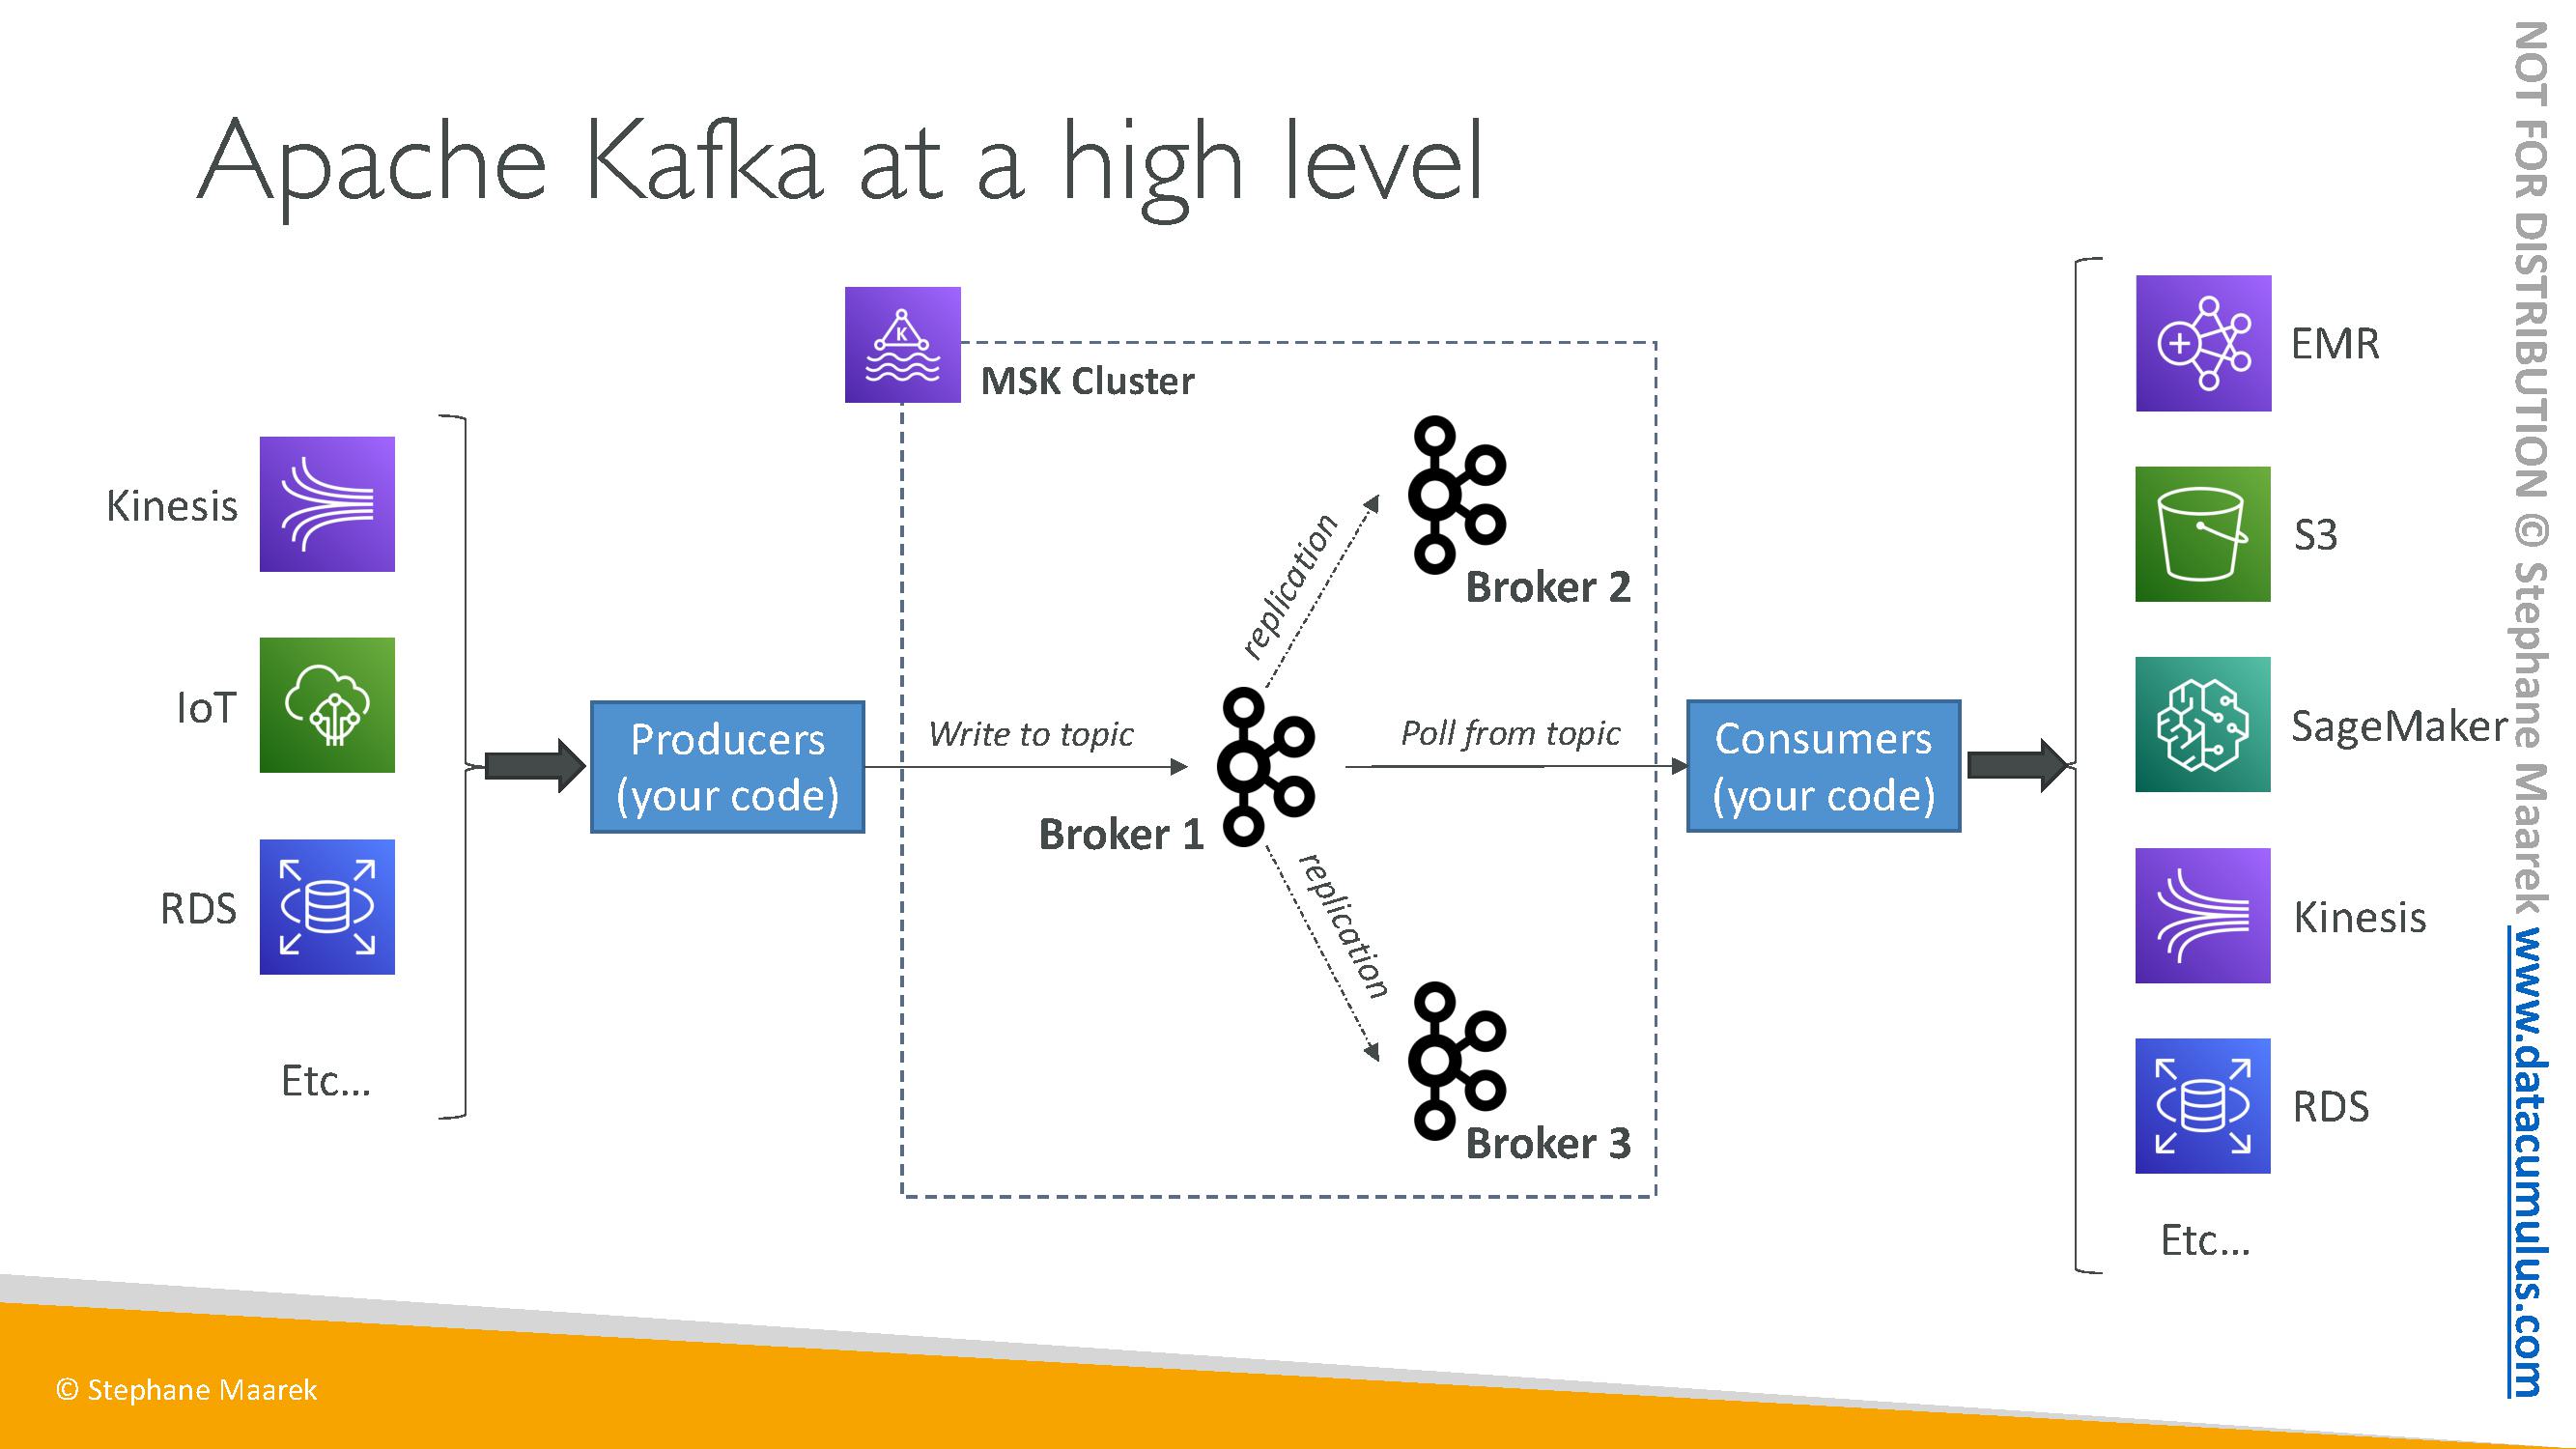 Apache Kafka at a high level
Kinesis
IoT
RDS
Etc…
Producers
(your code)
K
MSK Cluster
Write to topic
Broker 1
replication
Broker 2
replication
Broker 3
Poll from topic
Consumers
(your code)
EMR
S3
SageMaker
Kinesis
RDS
Etc…
© Stephane Maarek
NOT FOR DISTRIBUTION © Stephane Maarek www.datacumulus.com